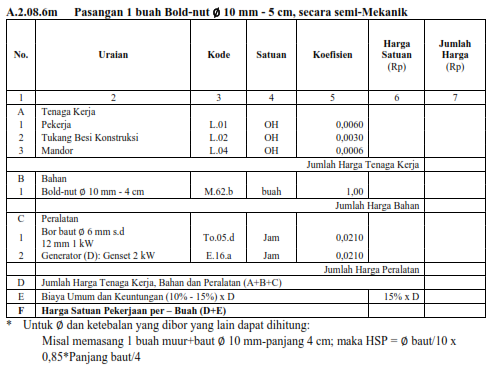 A.2.08.6m Pasangan 1 buah Bold-nut Ø 10 mm - 5 cm, secara semi-Mekanik
No. Uraian Kode Satuan Koefisien Harga Satuan (Rp) Jumlah Harga (Rp)
1 2 3 4 5 6 7
A Tenaga Kerja
1 Pekerja L.01 OH 0,0060
2 Tukang Besi Konstruksi L.02 OH 0,0030
3 Mandor L.04 OH 0,0006
Jumlah Harga Tenaga Kerja
B Bahan
1 Bold-nut Ø 10 mm - 4 cm M.62.b buah 1,00
Jumlah Harga Bahan
C Peralatan
1 Bor baut Ø 6 mm s.d 12 mm 1 kW To.05.d Jam 0,0210
2 Generator (D): Genset 2 kW E.16.a Jam 0,0210
Jumlah Harga Peralatan
D Jumlah Harga Tenaga Kerja, Bahan dan Peralatan (A+B+C)
E Biaya Umum dan Keuntungan (10% - 15%) x D 15% x D
F Harga Satuan Pekerjaan per – Buah (D+E)
* Untuk Ø dan ketebalan yang dibor yang lain dapat dihitung:
Misal memasang 1 buah muur+baut Ø 10 mm-panjang 4 cm; maka HSP = Ø baut/10 x
0,85*Panjang baut/4